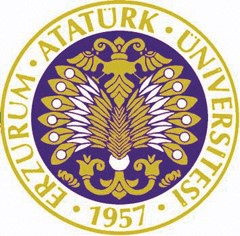 ERZURUM · ATATÜRK · ÜNİVERSİTESİ
· 1957 ·